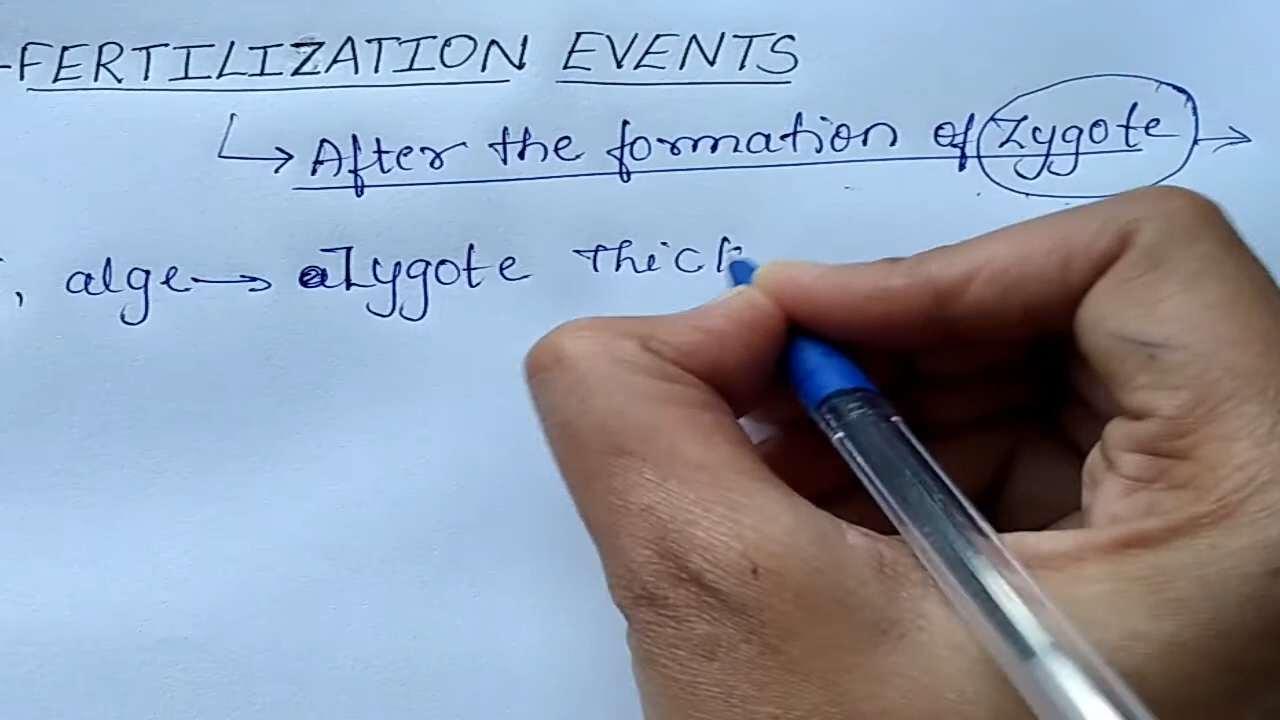 -FERTILIZATION EVENTS
↳ After the formation of Zygote →
, alge → Zygote thick